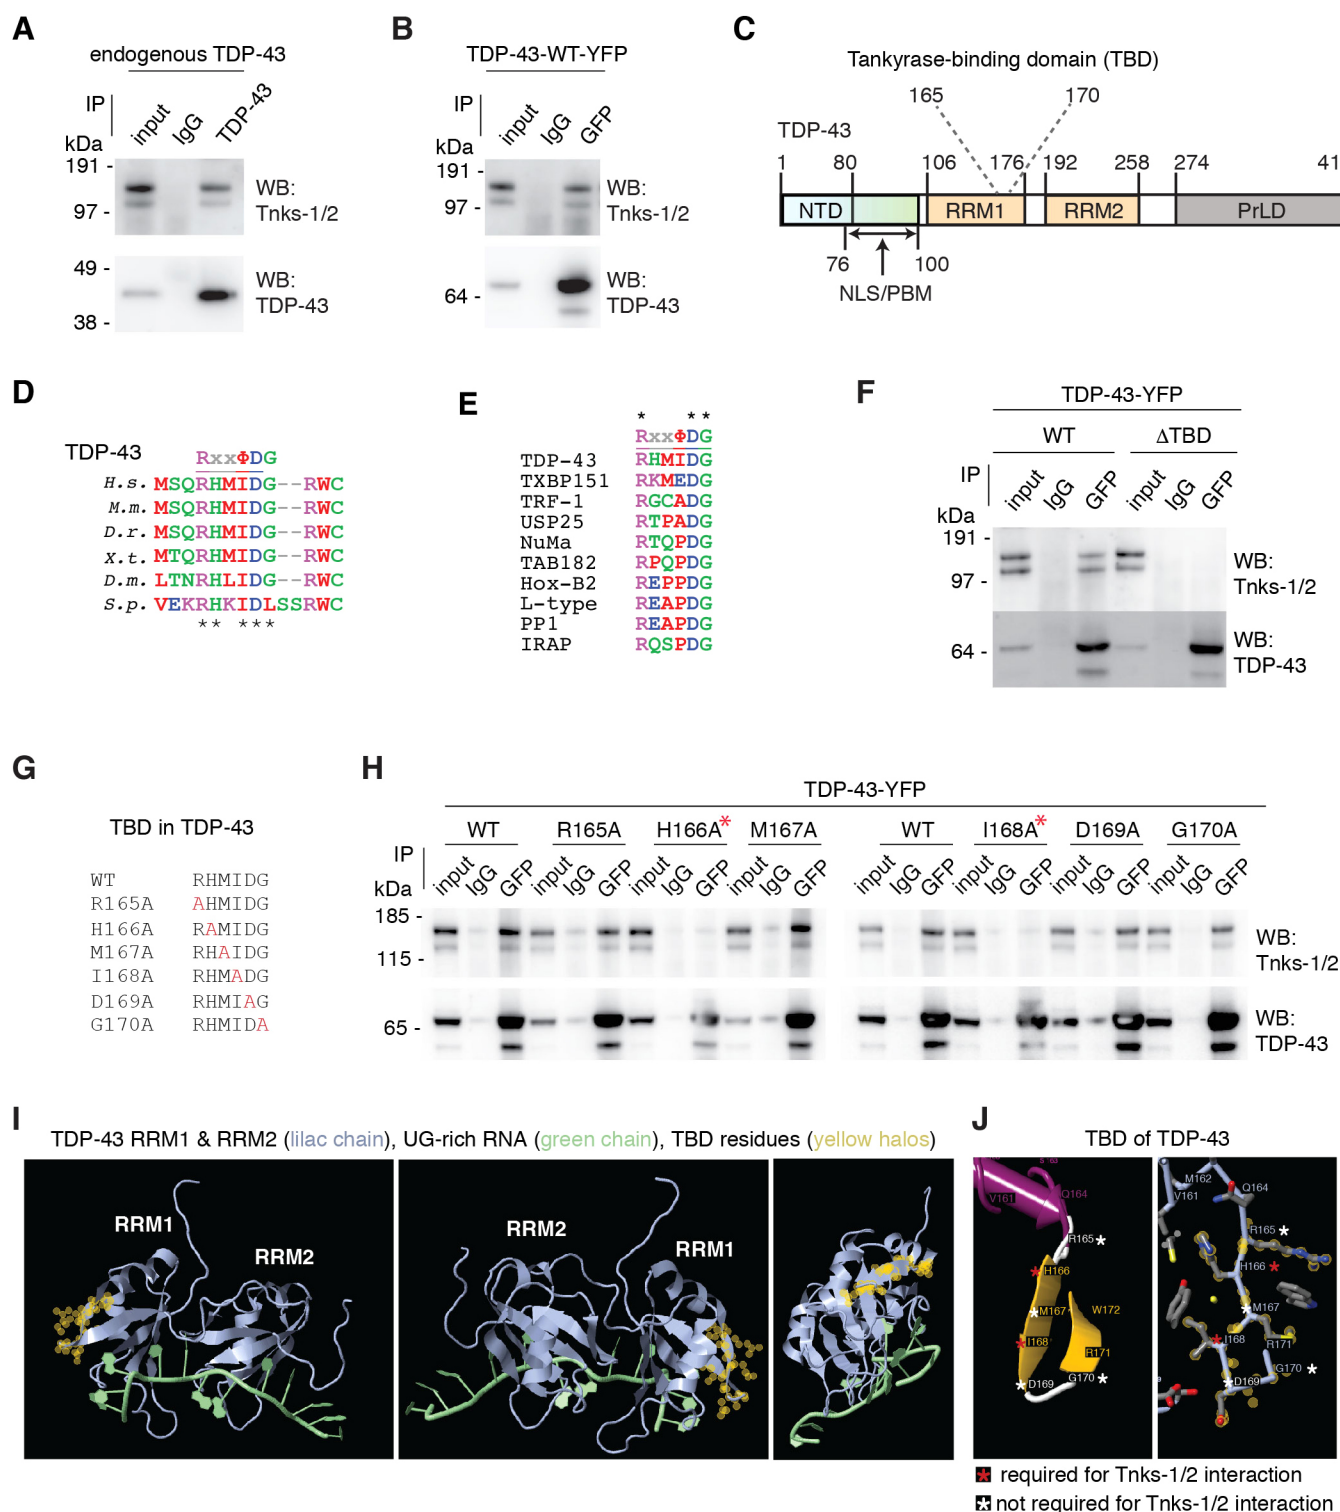 A
endogenous TDP-43
IP
input
IgG
TDP-43
kDa
191 -
97 -
WB:
Tnks-1/2
49 -
38 -
WB:
TDP-43
B
TDP-43-WT-YFP
IP
input
IgG
GFP
kDa
191 -
97 -
WB:
Tnks-1/2
64 -
WB:
TDP-43
C
Tankyrase-binding domain (TBD)
165 170
TDP-43
1 80 106 176 192 258 274 41
NTD RRM1 RRM2 PrLD
76 100
NLS/PBM
D
TDP-43 RxxΦDG
H.s. MSQRHMIDG--RWC
M.m. MSQRHMIDG--RWC
D.r. MSQRHMIDG--RWC
X.t. MTQRHMIDG--RWC
D.m. LTNRHLIDG--RWC
S.p. VEKRHKIDLSSRWC
** ***
E
* **
RxxΦDG
TDP-43 RHMIDG
TXBP151 RKMEDG
TRF-1 RGCADG
USP25 RTPADG
NuMa RTQPDG
TAB182 RPQPDG
Hox-B2 REPPDG
L-type REAPDG
PP1 REAPDG
IRAP RQSPDG
F
TDP-43-YFP
WT ΔTBD
IP
input IgG GFP input IgG GFP
kDa
191 -
97 -
WB:
Tnks-1/2
64 -
WB:
TDP-43
G
TBD in TDP-43
WT RHMIDG
R165A AHMIDG
H166A RAMIDG
M167A RHAIDG
I168A RHMADG
D169A RHMIAG
G170A RHMIDA
H
TDP-43-YFP
WT R165A H166A* M167A WT I168A* D169A G170A
IP
input IgG GFP input IgG GFP input IgG GFP input IgG GFP input IgG GFP input IgG GFP input IgG GFP input IgG GFP
kDa
185 -
115 -
WB:
Tnks-1/2
65 -
WB:
TDP-43
I
TDP-43 RRM1 & RRM2 (lilac chain), UG-rich RNA (green chain), TBD residues (yellow halos)
RRM1
RRM2
RRM2
RRM1
J
TBD of TDP-43
S163
V161
Q164
R165 *
* H166
* M167
W172
* I168
R171
* D169
G170 *
M162
V161
Q164
R165 *
H166 *
* M167
* I168
R171
G170 *
* D169
* required for Tnks-1/2 interaction
* not required for Tnks-1/2 interaction